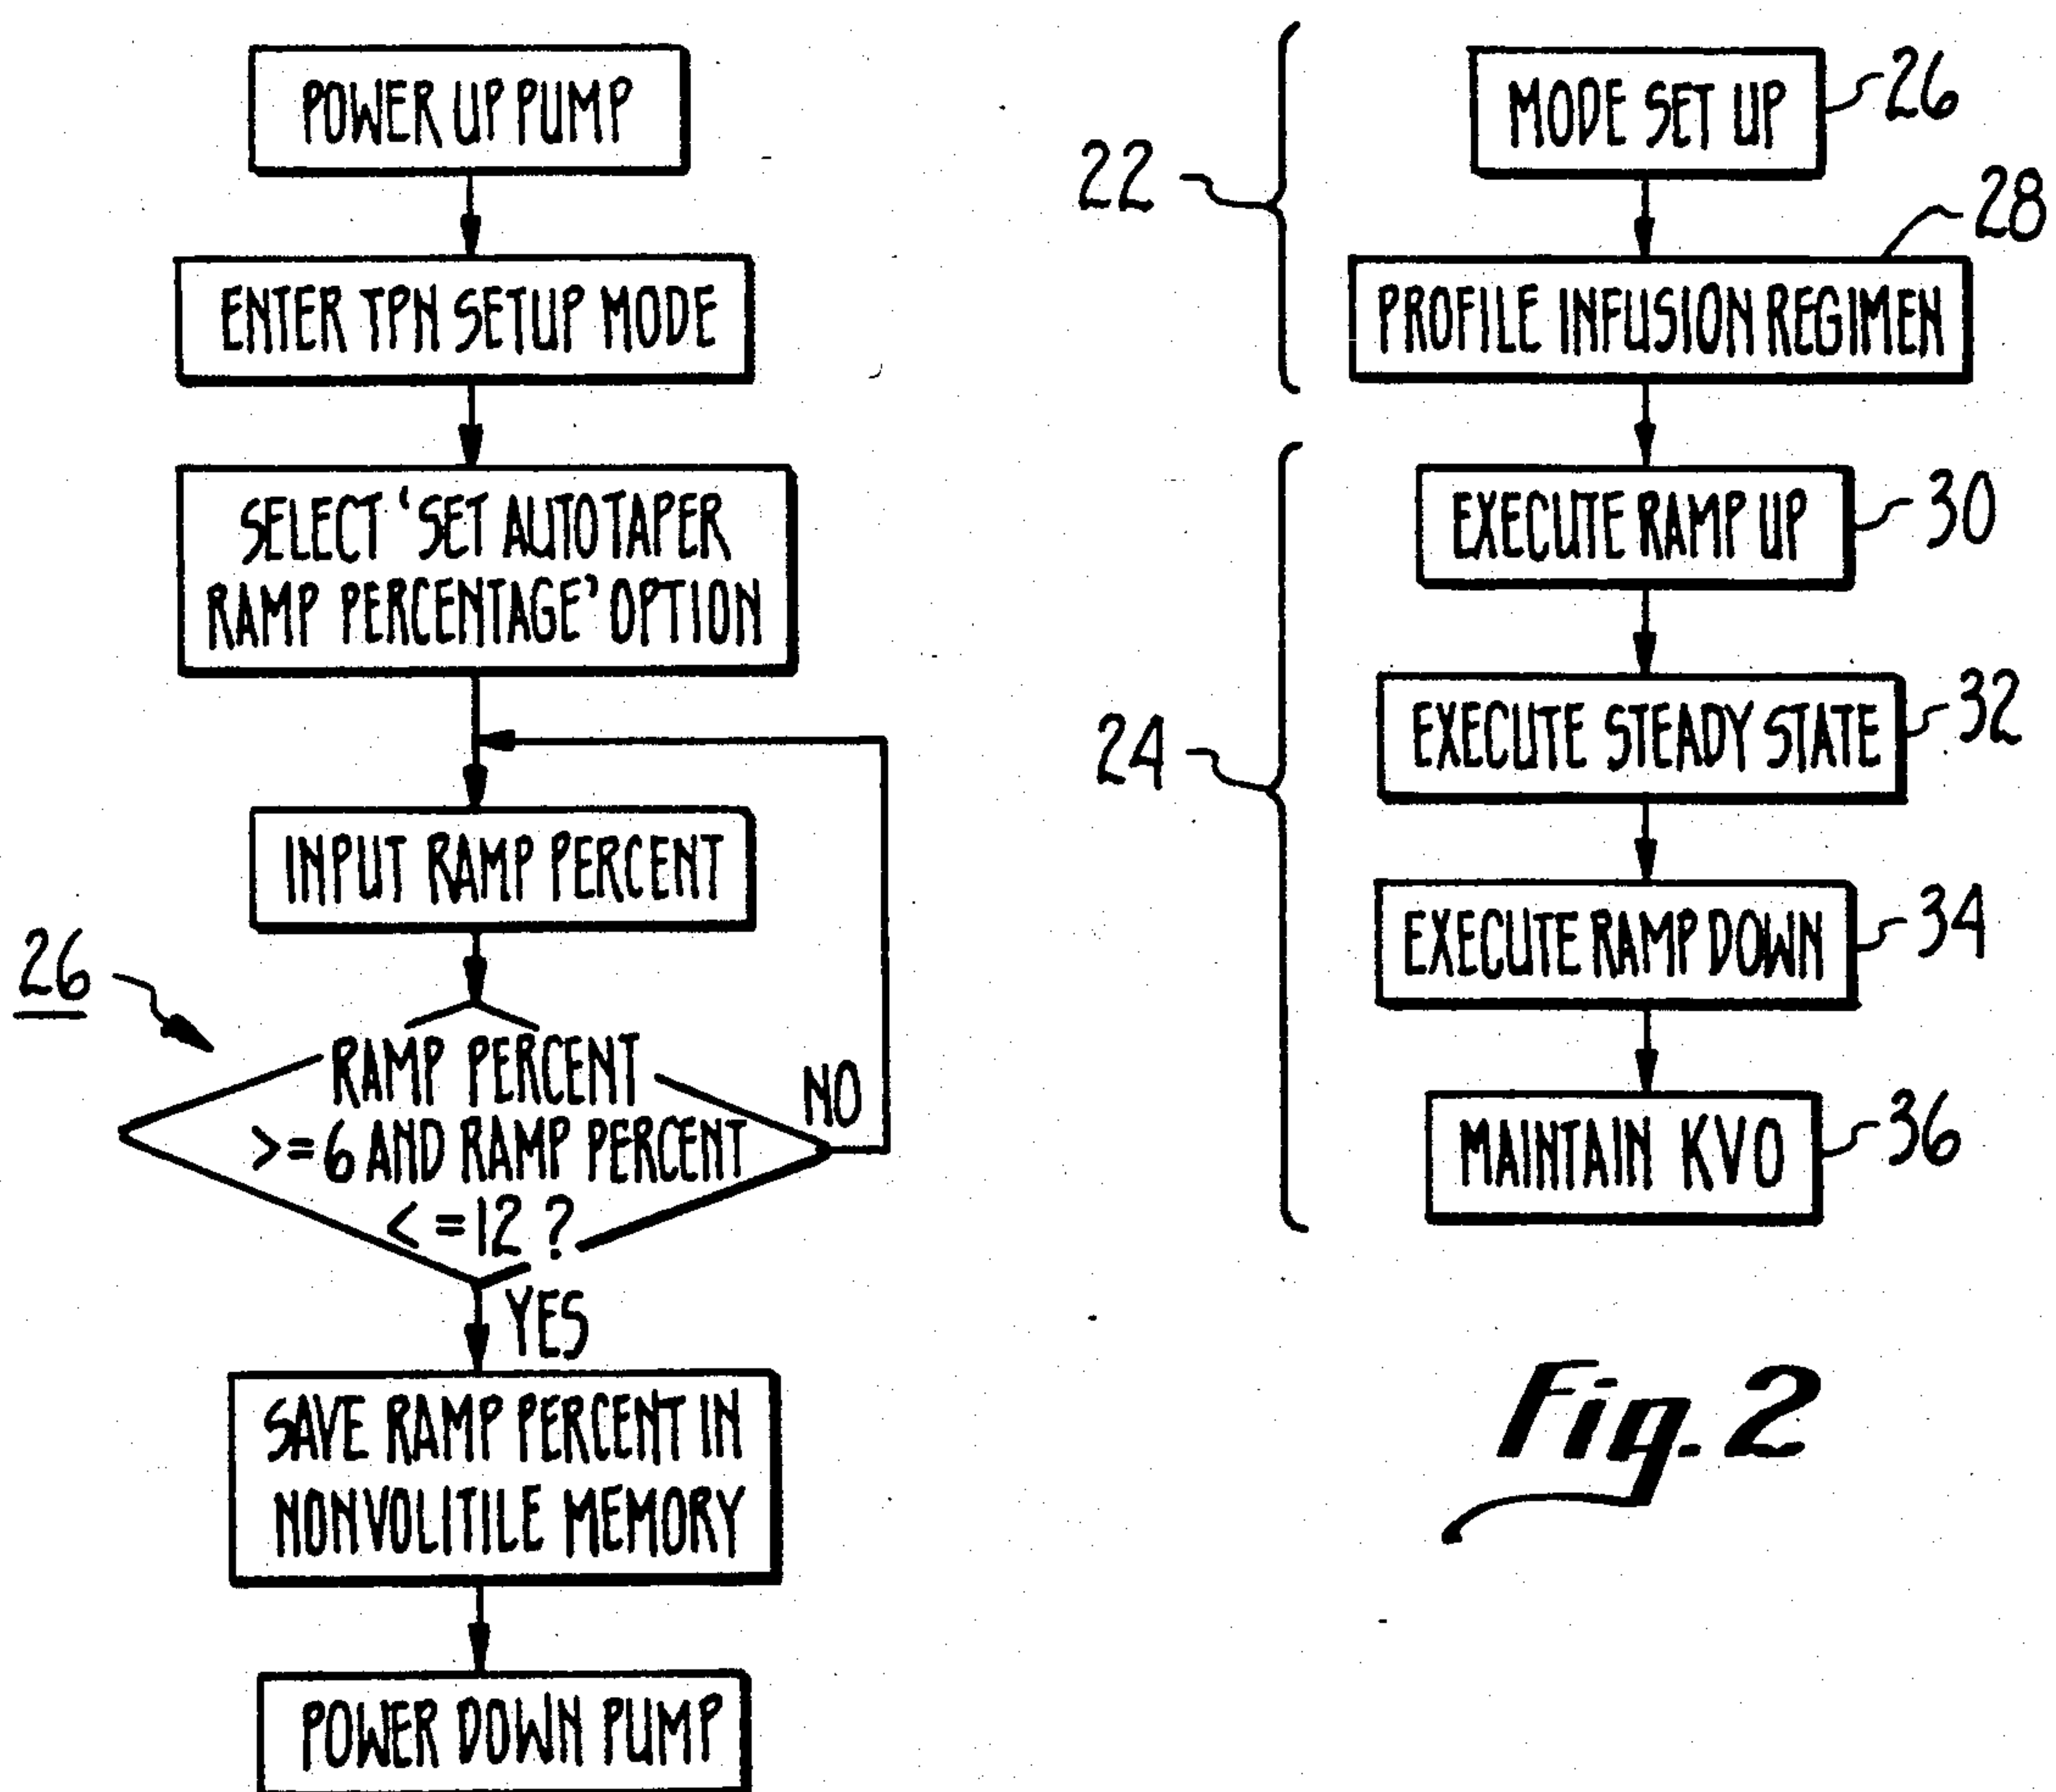 POWER UP PUMP
ENTER TPN SETUP MODE
SELECT 'SET AUTO TAPER
RAMP PERCENTAGE' OPTION
INPUT RAMP PERCENT
26
RAMP PERCENT
>=6 AND RAMP PERCENT
<=12 ?
NO
YES
SAVE RAMP PERCENT IN
NONVOLITILE MEMORY
POWER DOWN PUMP
22
MODE SET UP
26
28
PROFILE INFUSION REGIMEN
24
EXECUTE RAMP UP
30
EXECUTE STEADY STATE
32
EXECUTE RAMP DOWN
34
MAINTAIN KVO
36
Fig. 2